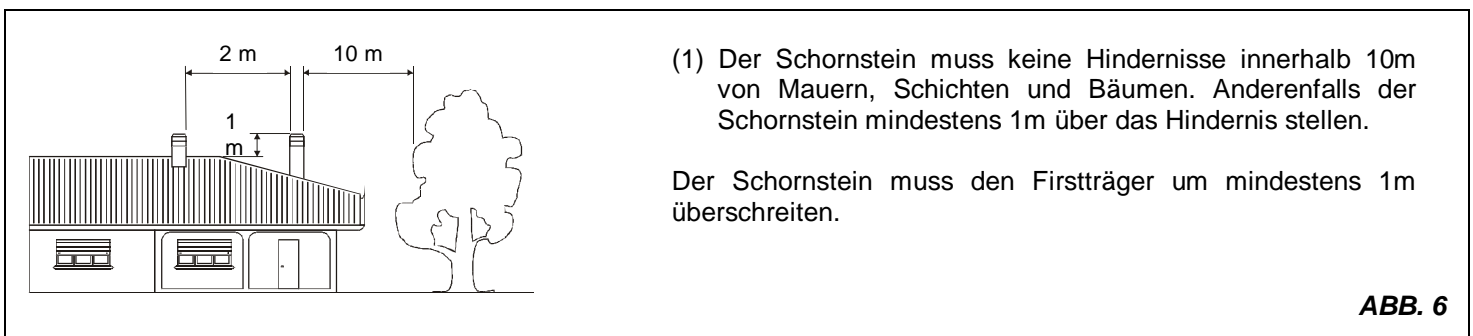 2 m 10 m
1
m
(1) Der Schornstein muss keine Hindernisse innerhalb 10m
von Mauern, Schichten und Bäumen. Anderenfalls der
Schornstein mindestens 1m über das Hindernis stellen.
Der Schornstein muss den Firstträger um mindestens 1m
überschreiten.
ABB. 6